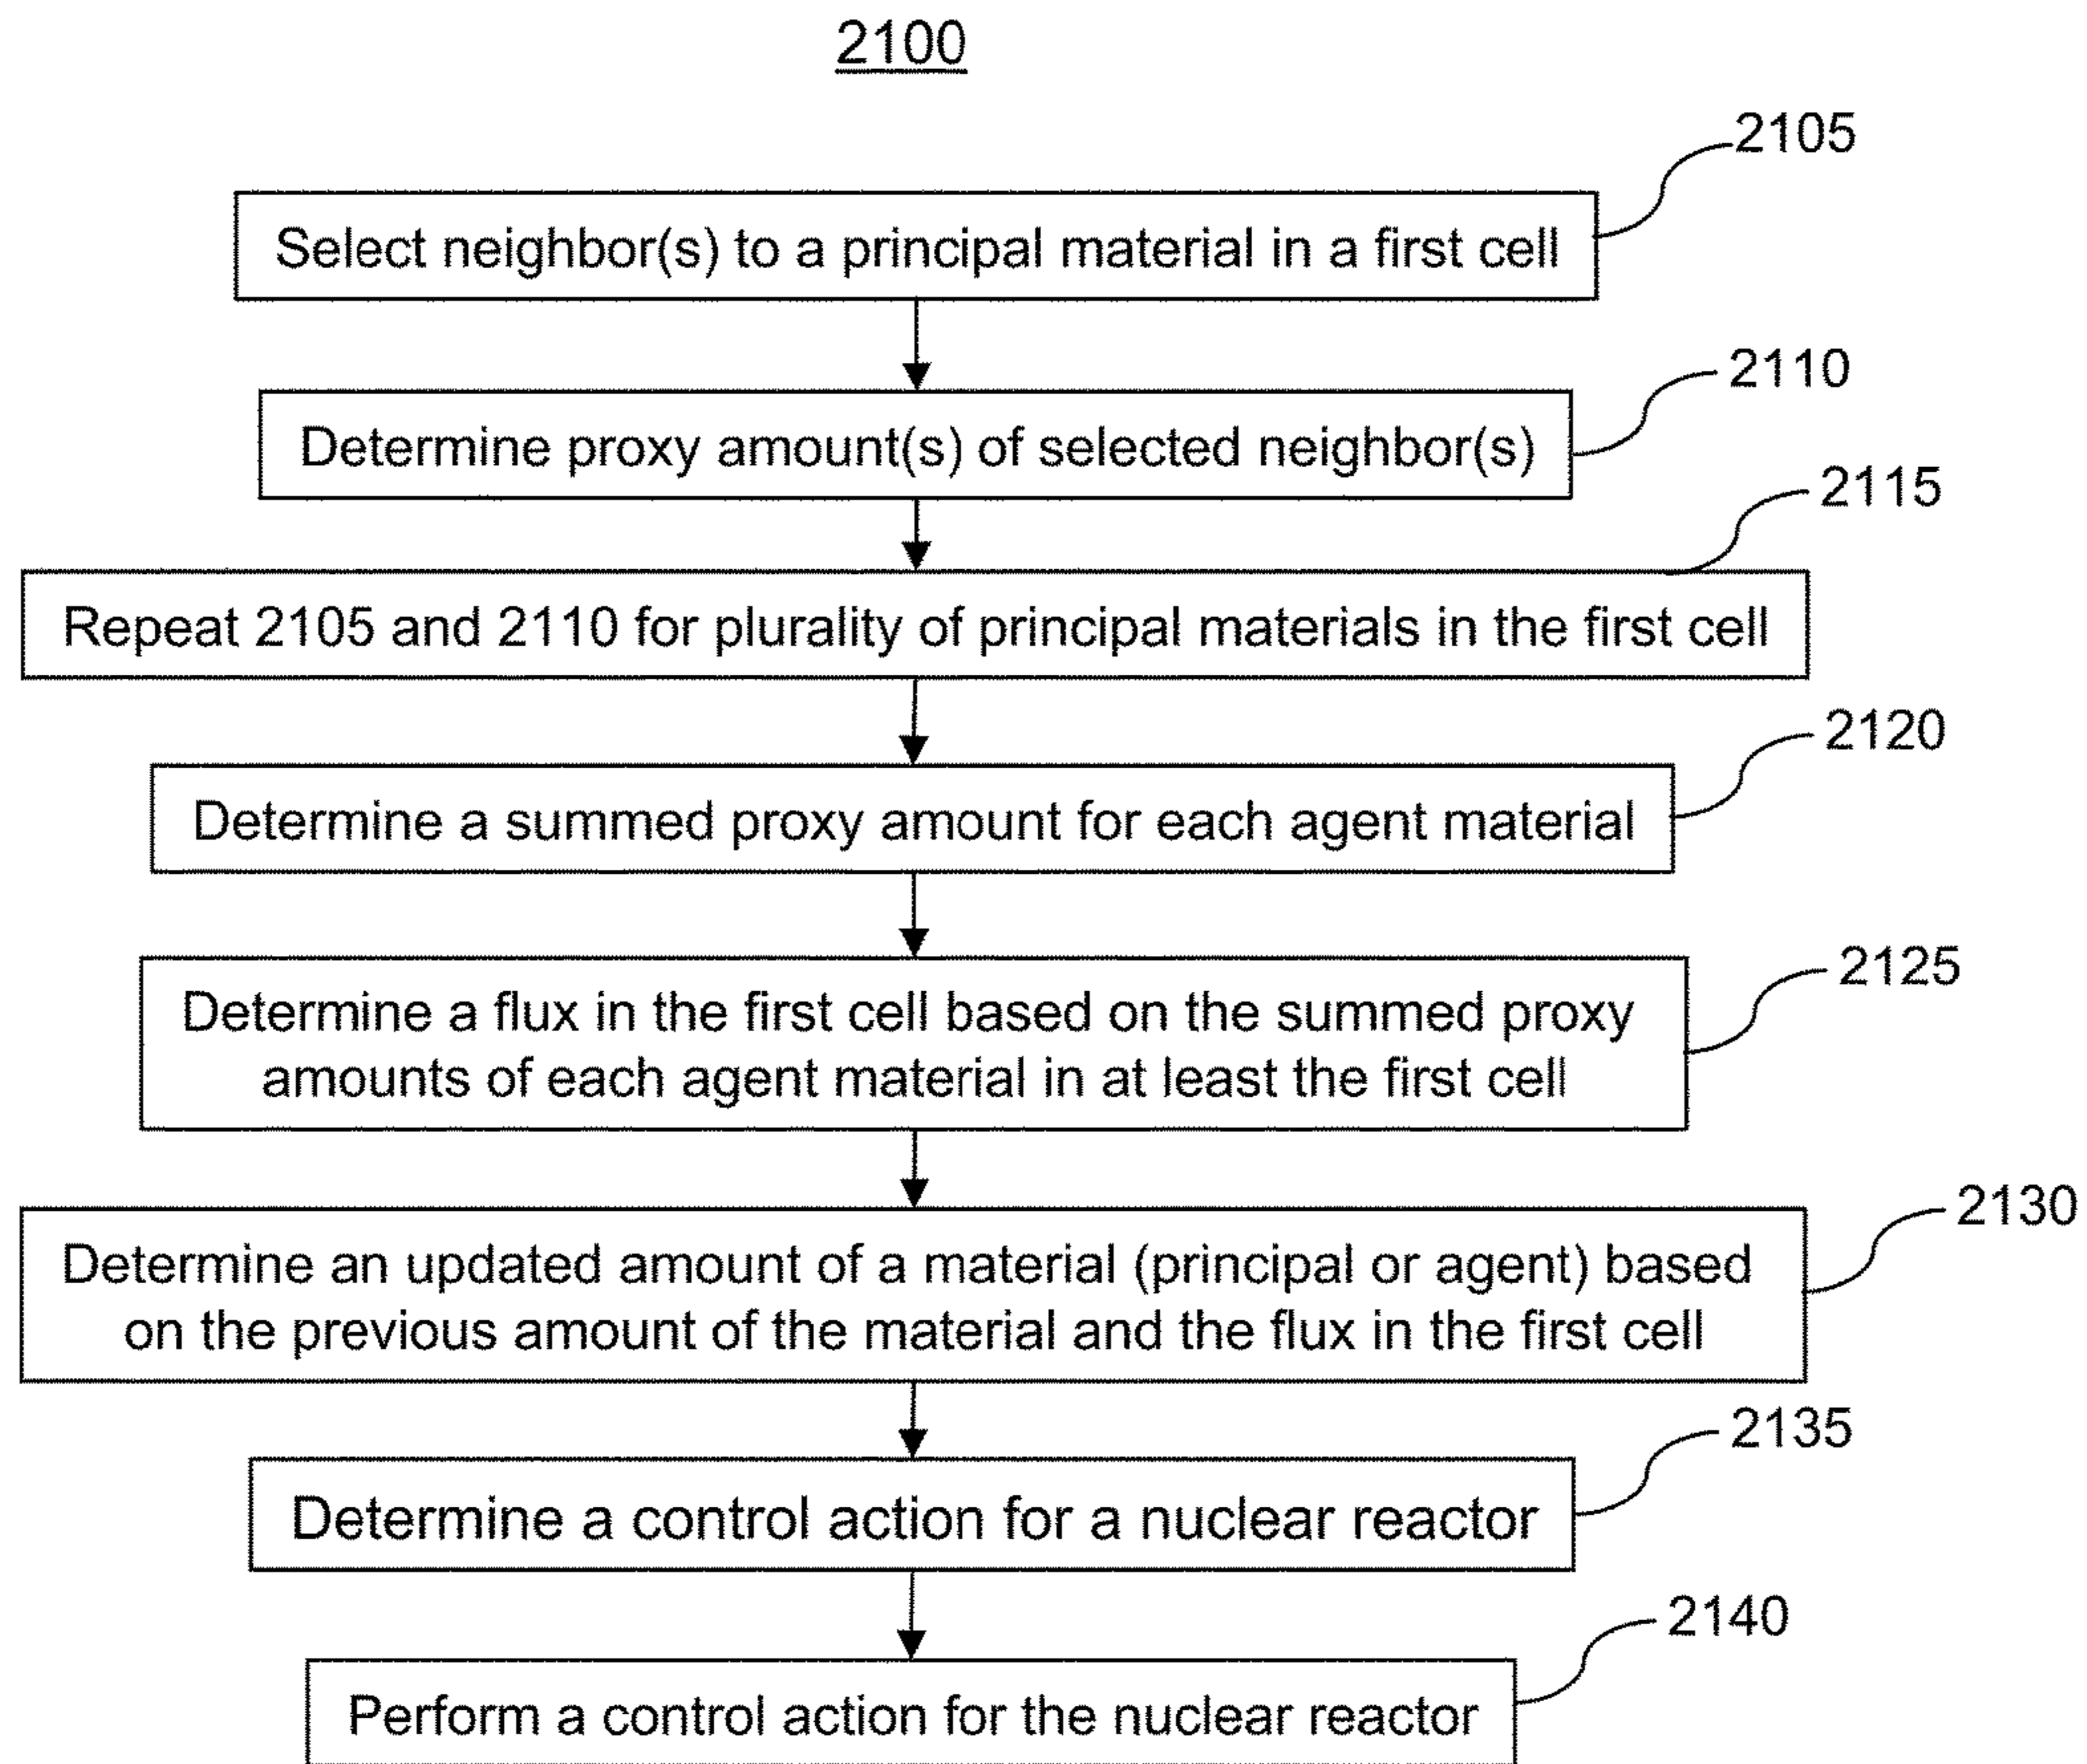 2100
2105
Select neighbor(s) to a principal material in a first cell
2110
Determine proxy amount(s) of selected neighbor(s)
2115
Repeat 2105 and 2110 for plurality of principal materials in the first cell
2120
Determine a summed proxy amount for each agent material
2125
Determine a flux in the first cell based on the summed proxy
amounts of each agent material in at least the first cell
2130
Determine an updated amount of a material (principal or agent) based
on the previous amount of the material and the flux in the first cell
2135
Determine a control action for a nuclear reactor
2140
Perform a control action for the nuclear reactor